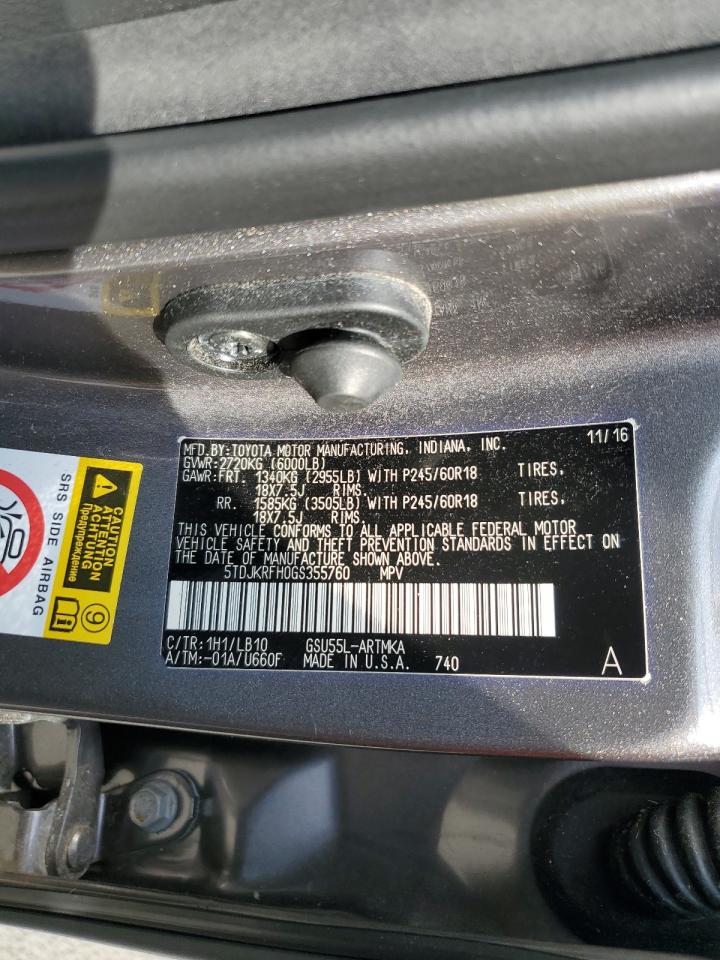 MFD. BY: TOYOTA MOTOR MANUFACTURING, INDIANA, INC. 11/16
GVWR: 2720KG (6000LB)
GAWR: FRT. 1340KG (2955LB) WITH P245/60R18 TIRES,
18X7.5J RIMS.
RR. 1585KG (3505LB) WITH P245/60R18 TIRES,
18X7.5J RIMS.
THIS VEHICLE CONFORMS TO ALL APPLICABLE FEDERAL MOTOR
VEHICLE SAFETY AND THEFT PREVENTION STANDARDS IN EFFECT ON
THE DATE OF MANUFACTURE SHOWN ABOVE.
5TDJKRFH0GS355760 MPV
C/TR: 1H1/LB10 GSU55L-ARTMKA
A/TM:-01A/U660F MADE IN U.S.A. 740 A
SRS SIDE AIRBAG
CAUTION
ATTENTION
ACHTUNG
Предупреждение
9